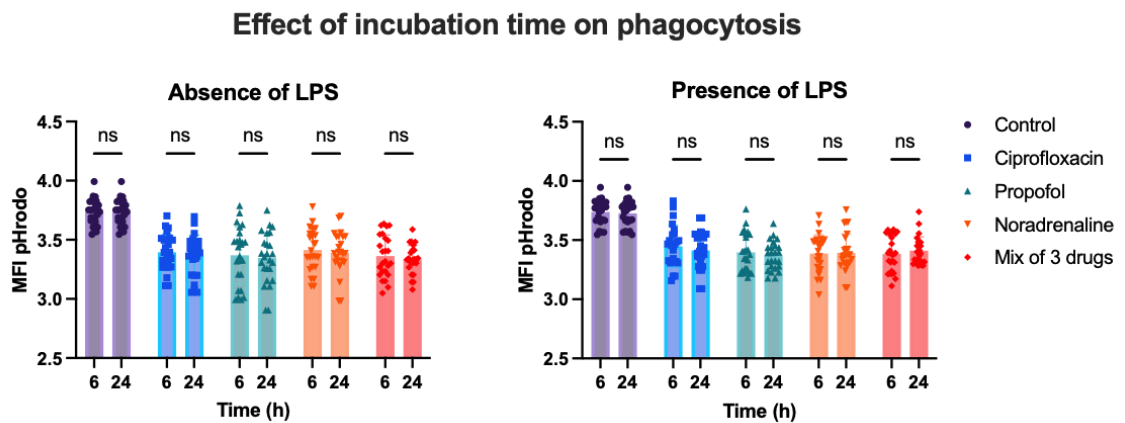 Effect of incubation time on phagocytosis
Absence of LPS
MFI pHrodo
4.5
4.0
3.5
3.0
2.5
ns ns ns ns ns
6 24 6 24 6 24 6 24 6 24
Time (h)
Presence of LPS
MFI pHrodo
4.5
4.0
3.5
3.0
2.5
ns ns ns ns ns
6 24 6 24 6 24 6 24 6 24
Time (h)
Control
Ciprofloxacin
Propofol
Noradrenaline
Mix of 3 drugs